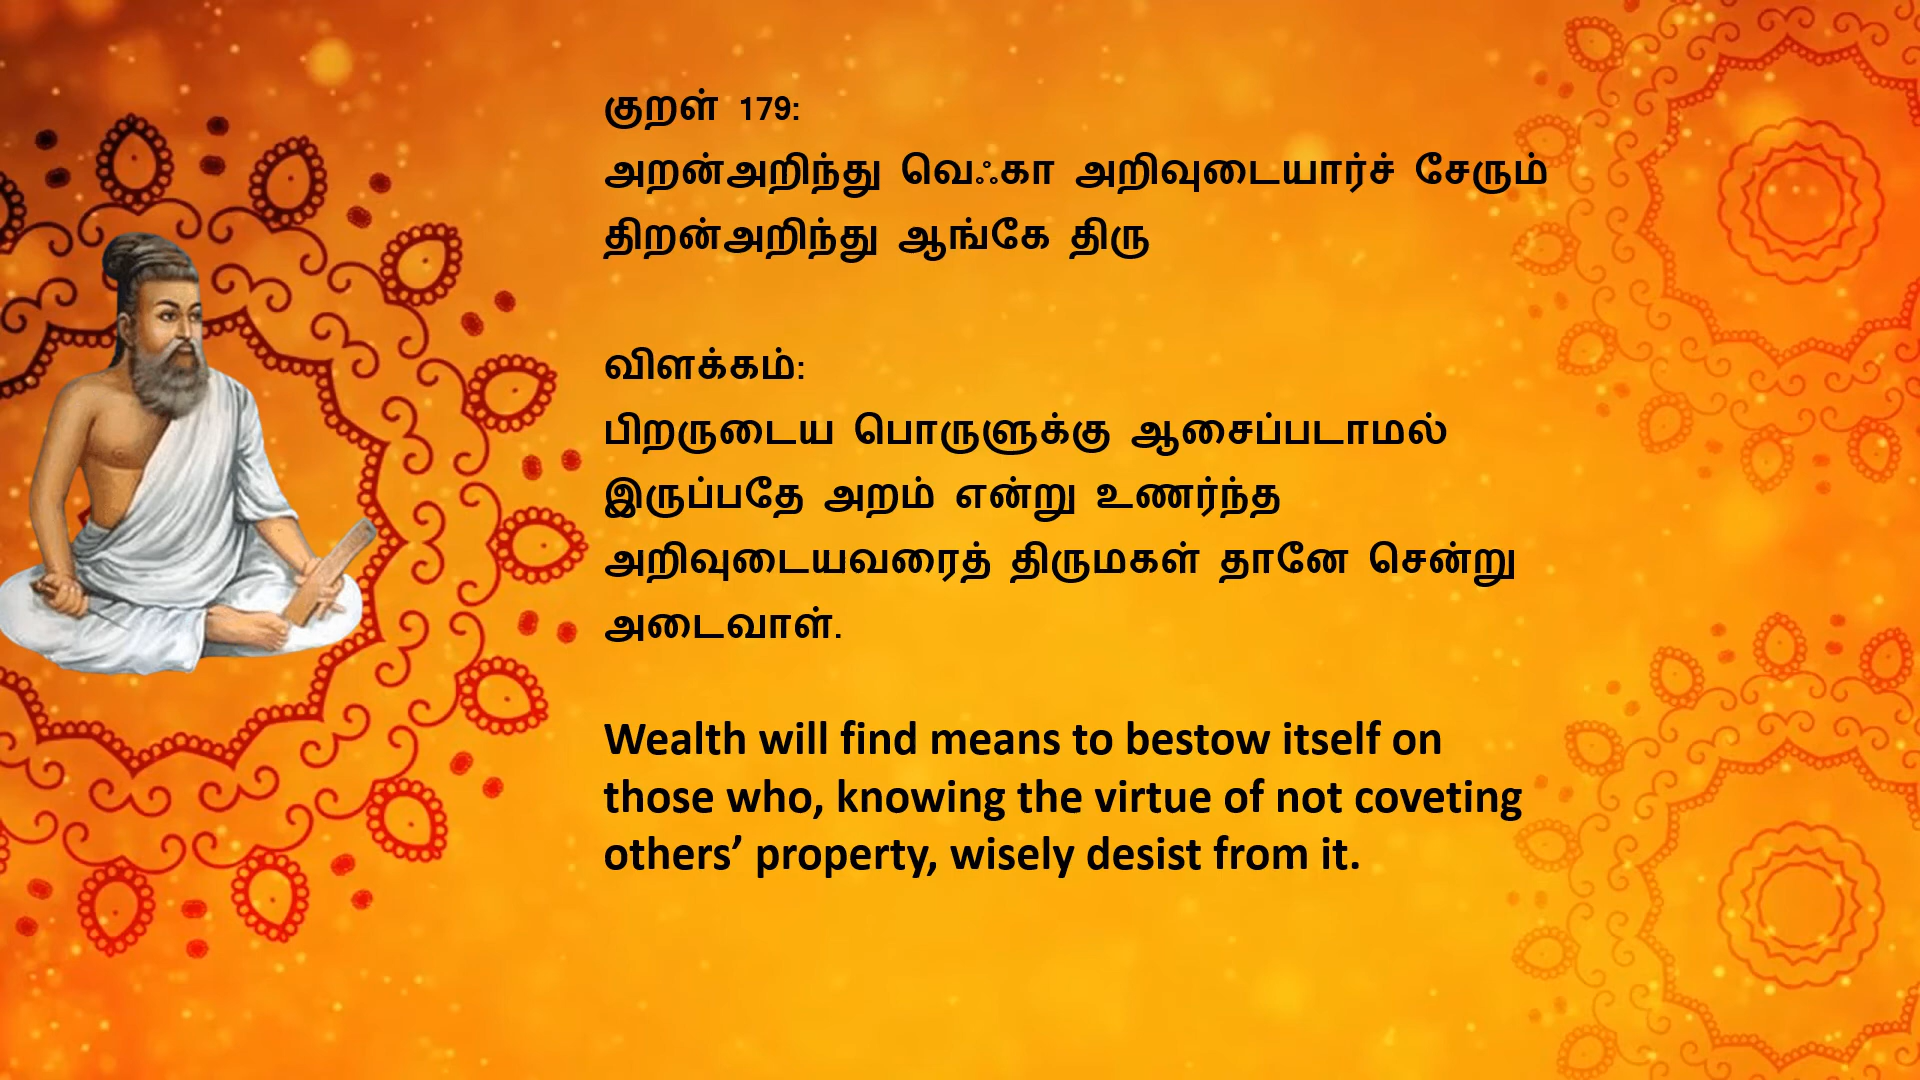 குறள் 179:
அறன்அறிந்து வெஃகா அறிவுடையார்ச் சேரும்
திறன்அறிந்து ஆங்கே திரு
விளக்கம்:
பிறருடைய பொருளுக்கு ஆசைப்படாமல்
இருப்பதே அறம் என்று உணர்ந்த
அறிவுடையவரைத் திருமகள் தானே சென்று
அடைவாள்.
Wealth will find means to bestow itself on
those who, knowing the virtue of not coveting
others’ property, wisely desist from it.